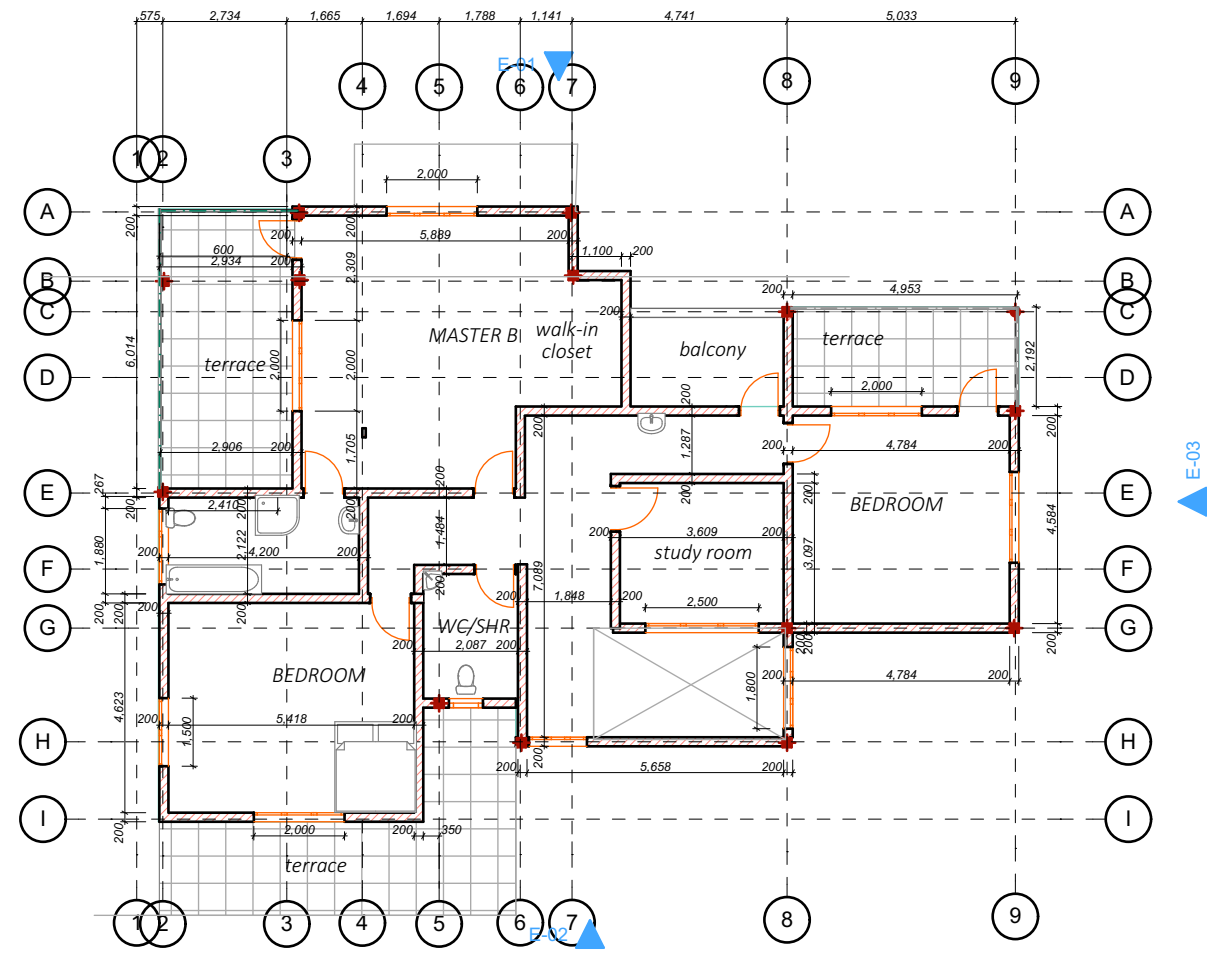 575 2,734 1,665 1,694 1,788 1,141 4,741 5,033
E-01
4 5 6 7 8 9
1 2 3
2,000
A A
200 200 5,889 200 200
600 1,100 200
2,934 200 2,309
B B
200 4,953
C C
200
MASTER B walk-in
closet
balcony terrace
terrace
6,014 2,000 2,000 2,192
D D
2,000
200 200 200
2,906 200 1,705 1,287 200 4,784 200
E-03
267 200
E E
200 2,410 200 200 200 200
BEDROOM
1,880 2,122 1,484 4,584
200 4,200 200 200 3,609 200
study room 3,097
F F
200 7,089
200 200 200 1,848 200 2,500
G G
WC/SHR 200 200 200
200 2,087 200
BEDROOM
1,800 4,784 200
4,623 1,500
200 5,418 200
H H
200 200 5,658 200
I I
200 2,000 200 350
terrace
1 2 3 4 5 6 7 8 9
E-02